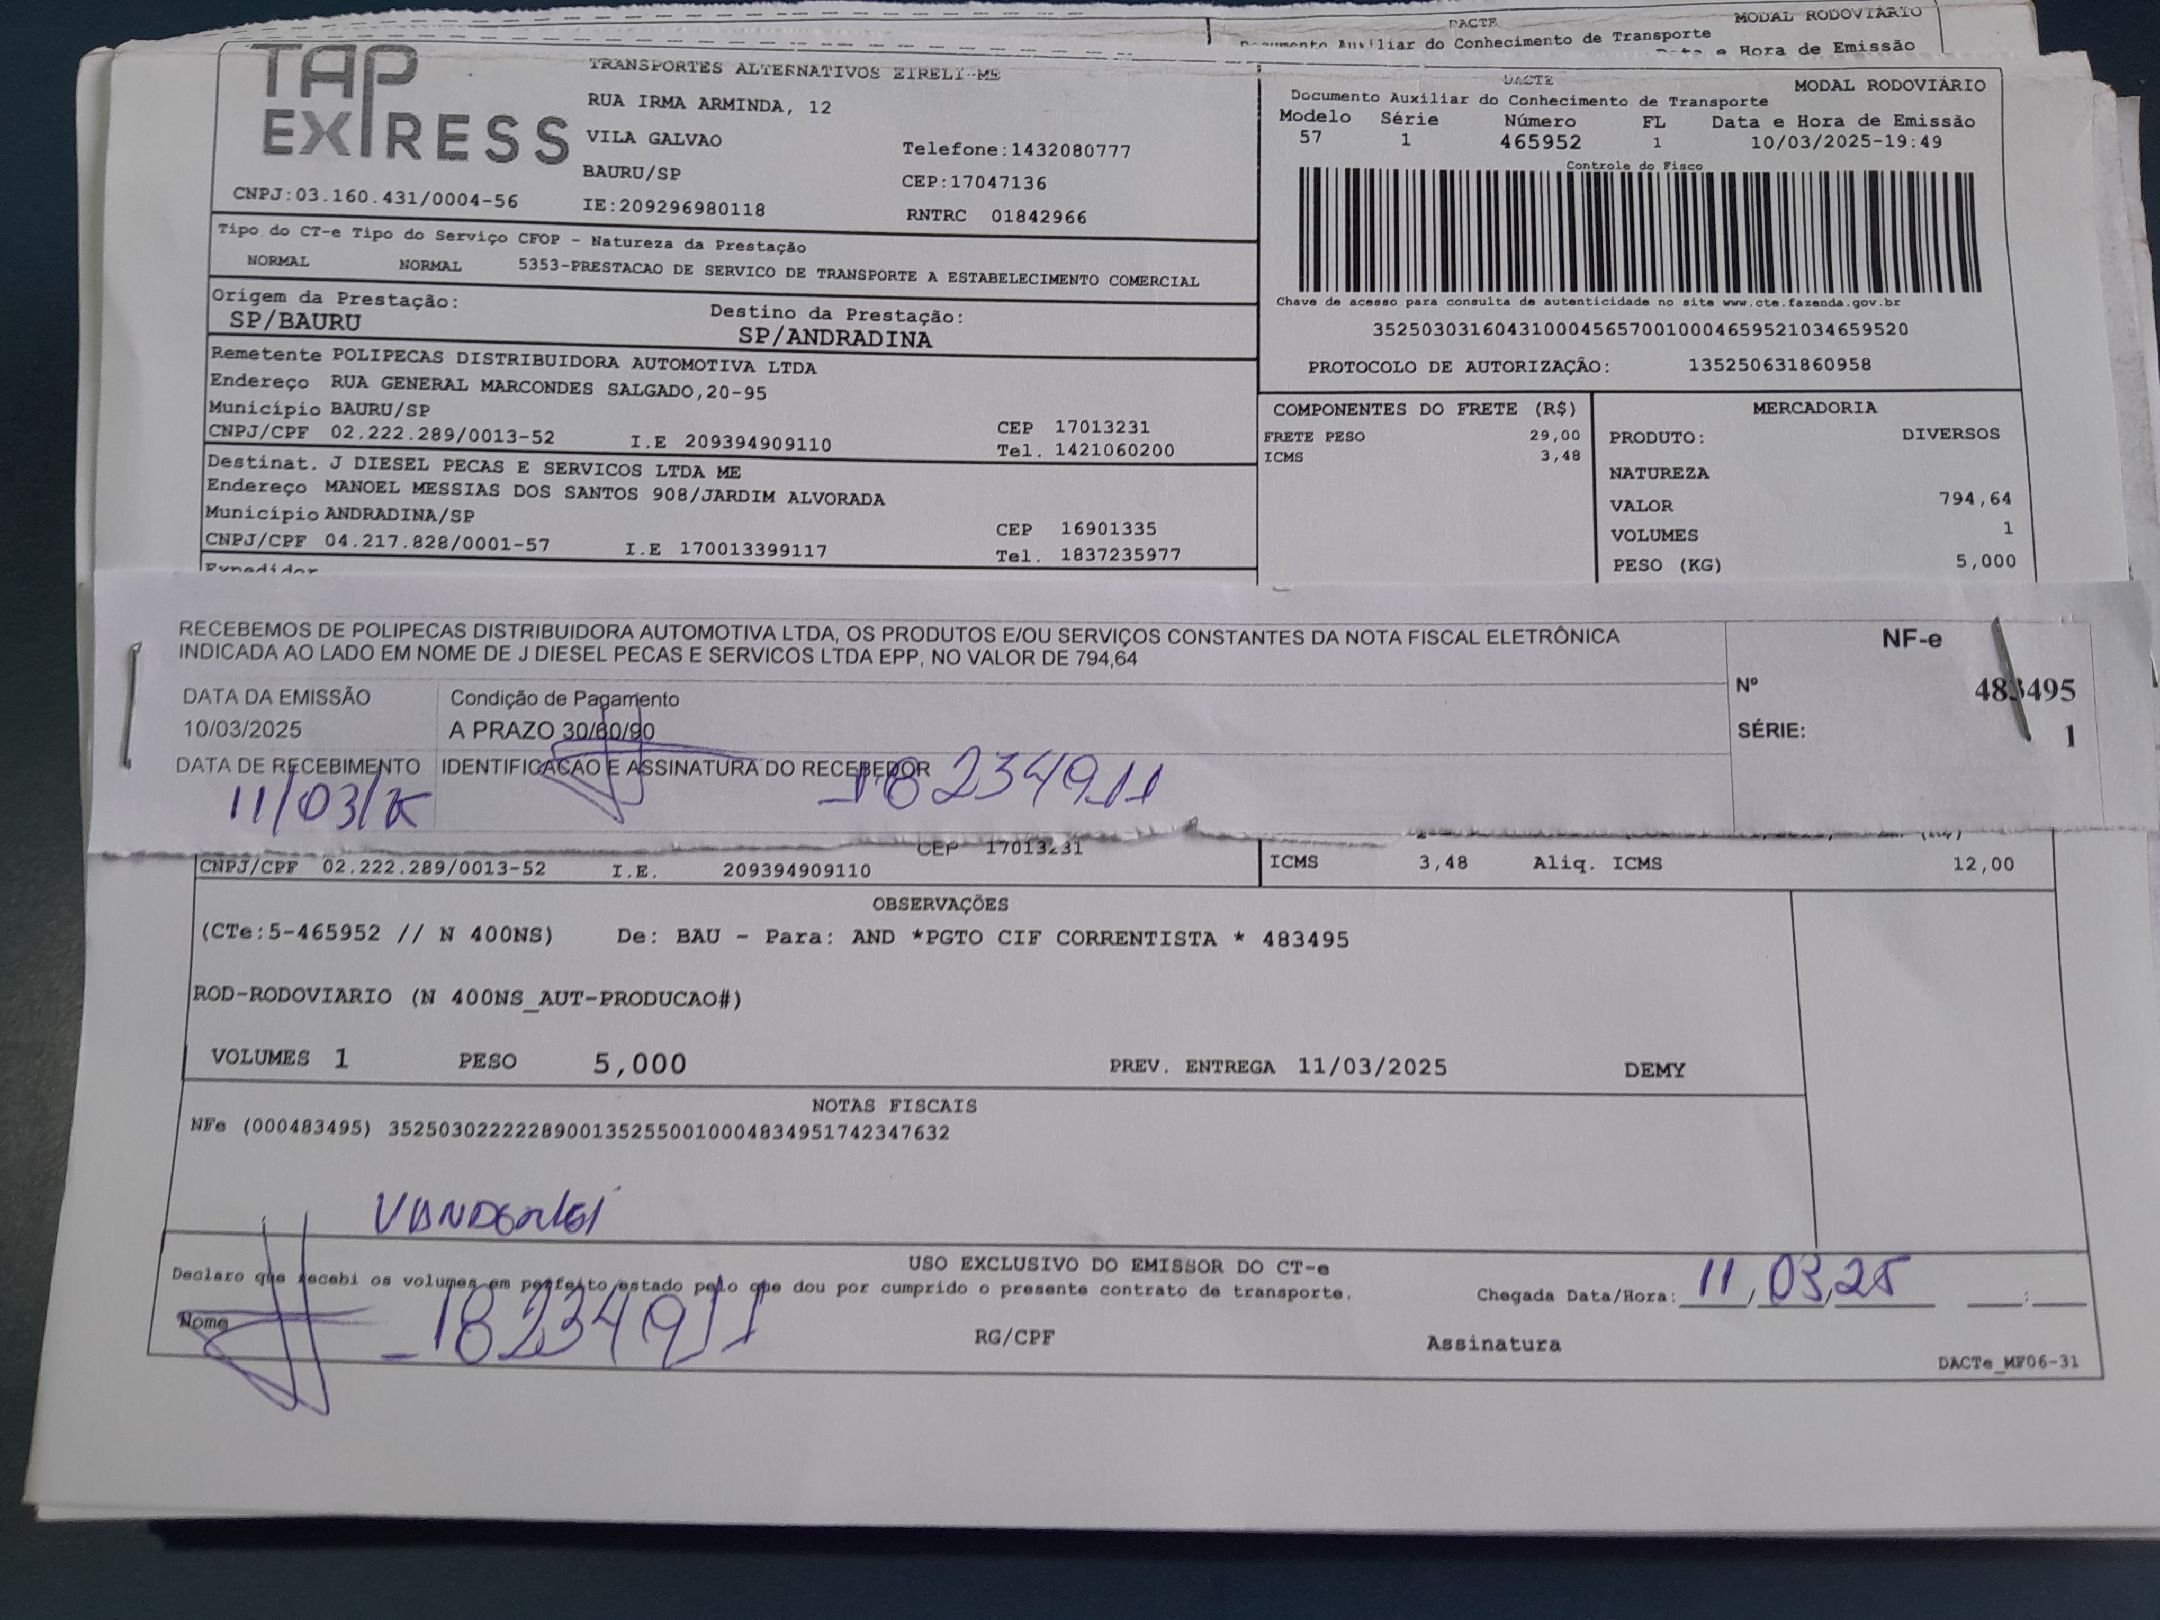 DACTE
MODAL RODOVIÁRIO
Documento Auxiliar do Conhecimento de Transporte
e Hora de Emissão
TAP EXPRESS
TRANSPORTES ALTERNATIVOS EIRELI-ME
RUA IRMA ARMINDA, 12
VILA GALVAO
Telefone:1432080777
BAURU/SP
CEP:17047136
CNPJ:03.160.431/0004-56
IE:209296980118
RNTRC 01842966
DACTE
MODAL RODOVIÁRIO
Documento Auxiliar do Conhecimento de Transporte
Modelo Série Número FL Data e Hora de Emissão
57 1 465952 1 10/03/2025-19:49
Controle do Fisco
Chave de acesso para consulta de autenticidade no site www.cte.fazenda.gov.br
35250303160431000456570010004659521034659520
PROTOCOLO DE AUTORIZAÇÃO: 135250631860958
Tipo do CT-e Tipo do Serviço CFOP - Natureza da Prestação
NORMAL NORMAL 5353-PRESTACAO DE SERVICO DE TRANSPORTE A ESTABELECIMENTO COMERCIAL
Origem da Prestação: Destino da Prestação:
SP/BAURU SP/ANDRADINA
Remetente POLIPECAS DISTRIBUIDORA AUTOMOTIVA LTDA
Endereço RUA GENERAL MARCONDES SALGADO,20-95
Município BAURU/SP CEP 17013231
CNPJ/CPF 02.222.289/0013-52 I.E 209394909110 Tel. 1421060200
Destinat. J DIESEL PECAS E SERVICOS LTDA ME
Endereço MANOEL MESSIAS DOS SANTOS 908/JARDIM ALVORADA
Município ANDRADINA/SP CEP 16901335
CNPJ/CPF 04.217.828/0001-57 I.E 170013399117 Tel. 1837235977
Expedidor
COMPONENTES DO FRETE (R$)
FRETE PESO 29,00
ICMS 3,48
MERCADORIA
PRODUTO: DIVERSOS
NATUREZA
VALOR 794,64
VOLUMES 1
PESO (KG) 5,000
RECEBEMOS DE POLIPECAS DISTRIBUIDORA AUTOMOTIVA LTDA, OS PRODUTOS E/OU SERVIÇOS CONSTANTES DA NOTA FISCAL ELETRÔNICA
INDICADA AO LADO EM NOME DE J DIESEL PECAS E SERVICOS LTDA EPP, NO VALOR DE 794,64
NF-e
Nº 483495
SÉRIE: 1
DATA DA EMISSÃO Condição de Pagamento
10/03/2025 A PRAZO 30/60/90
DATA DE RECEBIMENTO IDENTIFICAÇÃO E ASSINATURA DO RECEBEDOR
11/03/25 18234911
CEP 17013231
CNPJ/CPF 02.222.289/0013-52 I.E. 209394909110
ICMS 3,48 Aliq. ICMS 12,00
OBSERVAÇÕES
(CTe:5-465952 // N 400NS) De: BAU - Para: AND *PGTO CIF CORRENTISTA * 483495
ROD-RODOVIARIO (N 400NS_AUT-PRODUCAO#)
VOLUMES 1 PESO 5,000 PREV. ENTREGA 11/03/2025 DEMY
NOTAS FISCAIS
NFe (000483495) 35250302222289001352550010004834951742347632
VANDERLEI
USO EXCLUSIVO DO EMISSOR DO CT-e
Declaro que recebi os volumes em perfeito estado pelo que dou por cumprido o presente contrato de transporte.
Chegada Data/Hora: 11/03/25 :
Nome 18234911 RG/CPF Assinatura
DACTe_MF06-31